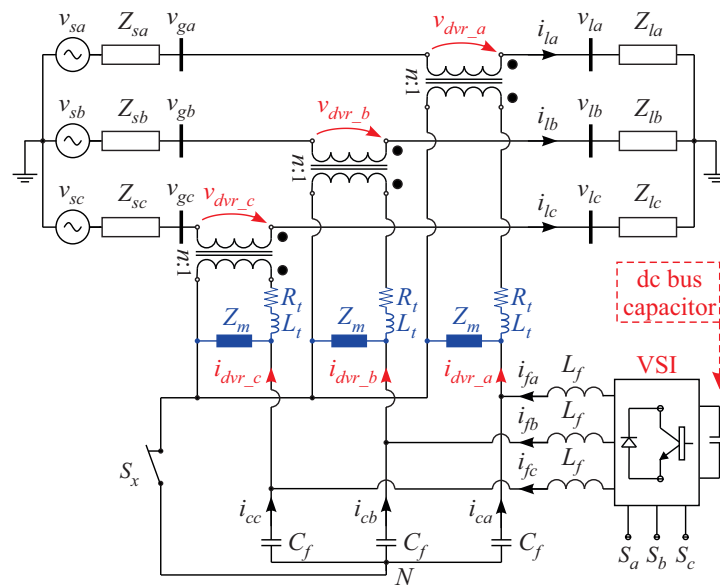 v_sa Z_sa v_ga v_dvr_a i_la v_la Z_la
n:1
v_sb Z_sb v_gb v_dvr_b i_lb v_lb Z_lb
n:1
v_sc Z_sc v_gc v_dvr_c i_lc v_lc Z_lc
n:1
dc bus
capacitor
R_t R_t R_t
Z_m L_t Z_m L_t Z_m L_t
i_dvr_c i_dvr_b i_dvr_a i_fa L_f VSI
i_fb L_f
i_fc L_f
S_x
i_cc i_cb i_ca
C_f C_f C_f
N
S_a S_b S_c